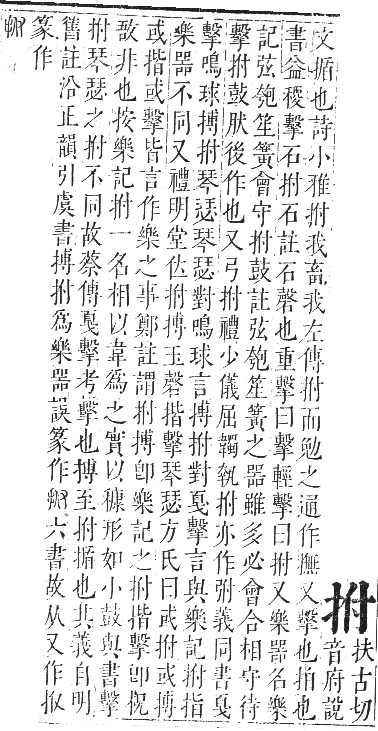 拊扶古切音府說
文揗也詩小雅拊我畜我左傳拊而勉之通作撫又擊也拍也
書益稷擊石拊石註石磬也重擊曰擊輕擊曰拊又樂器名樂
記弦匏笙簧會守拊鼓註弦匏笙簧之器雖多必會合相守待
擊拊鼓肰後作也又弓拊禮少儀屈韣執拊亦作弣義同書戛
擊鳴球搏拊琴瑟琴瑟對鳴球言搏拊對戛擊言與樂記拊指
樂器不同又禮明堂位拊搏玉磬揩擊琴瑟方氏曰或拊或搏
或揩或擊皆言作樂之事鄭註謂拊搏卽樂記之拊揩擊卽柷
敔非也按樂記拊一名相以韋爲之實以穅形如小鼓與書擊
拊琴瑟之拊不同故蔡傳戛擊考擊也搏至拊揗也其義自明
舊註沿正韻引虞書搏拊爲樂器誤篆作 六書故从又作㧕
篆作